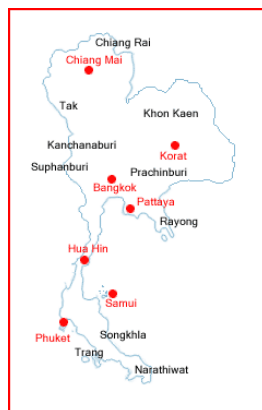 Chiang Rai
Chiang Mai
Tak
Khon Kaen
Kanchanaburi
Korat
Suphanburi
Prachinburi
Bangkok
Pattaya
Rayong
Hua Hin
Samui
Phuket
Songkhla
Trang
Narathiwat